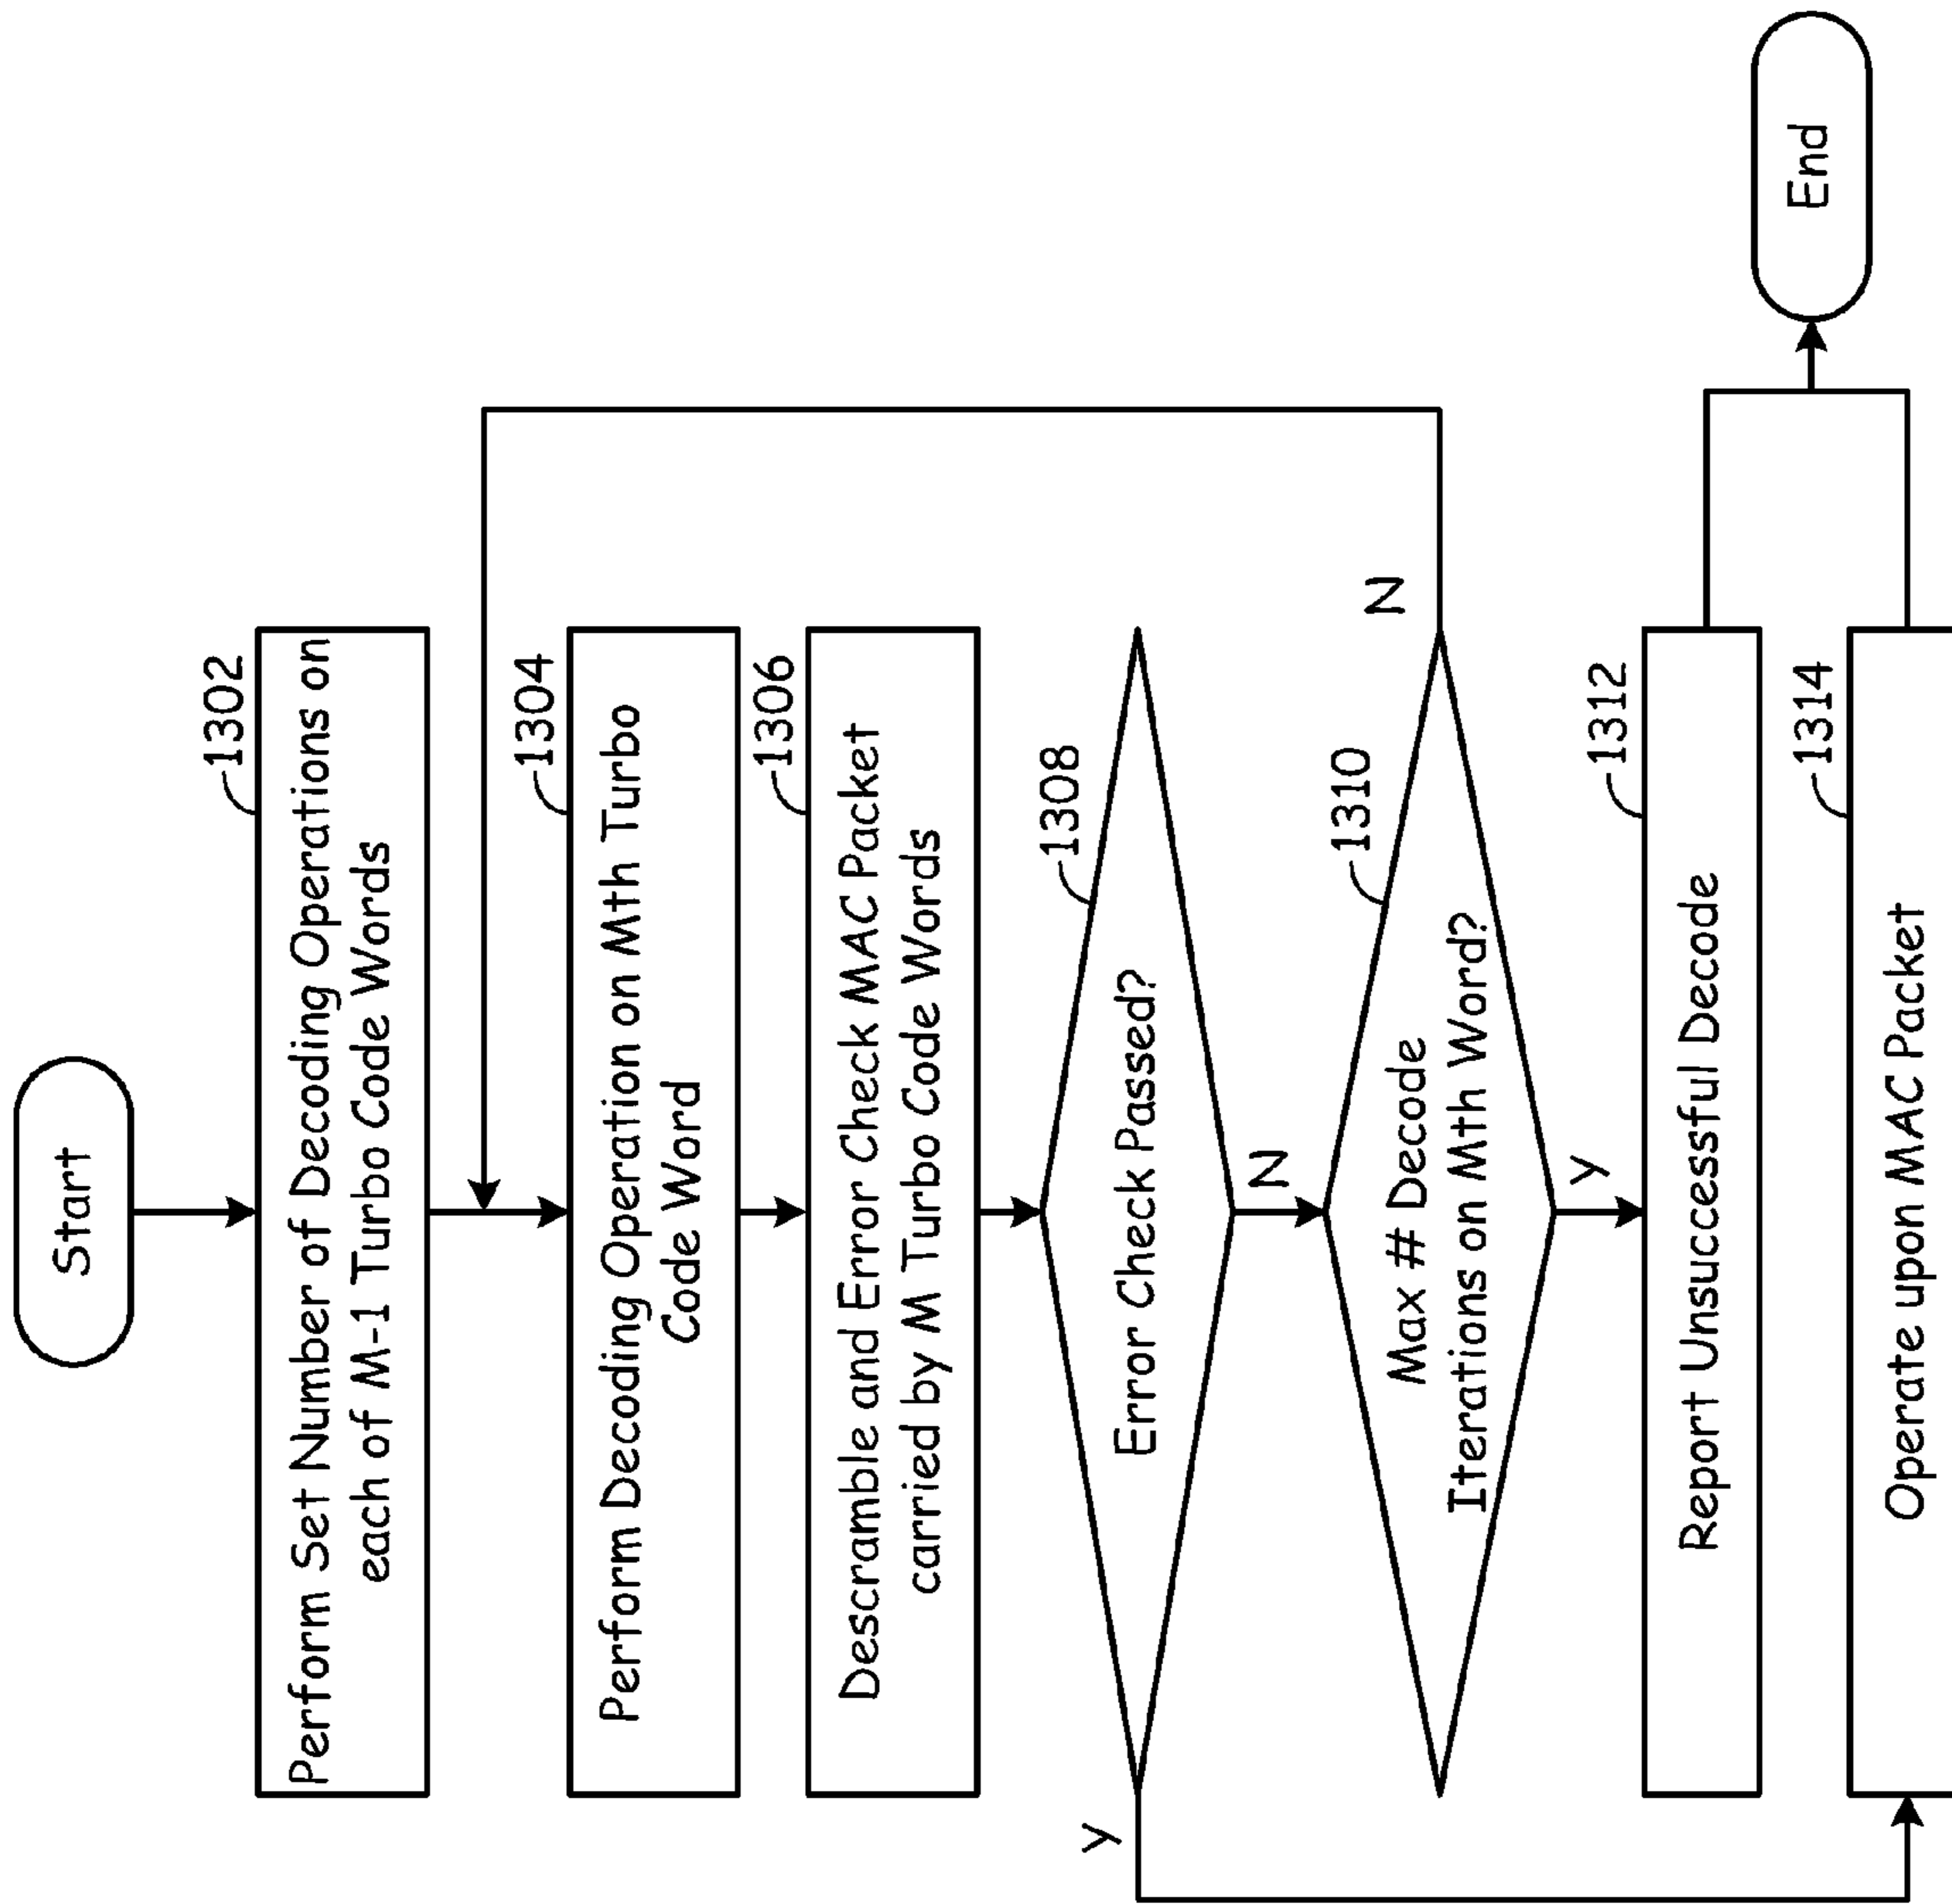 Start
1302
Perform Set Number of Decoding Operations on
each of M-1 Turbo Code Words
1304
Perform Decoding Operation on Mth Turbo
Code Word
1306
Descramble and Error Check MAC Packet
carried by M Turbo Code Words
1308
Error Check Passed?
Y
N
1310
Max # Decode
Iterations on Mth Word?
N
Y
1312
Report Unsuccessful Decode
1314
Operate upon MAC Packet
End